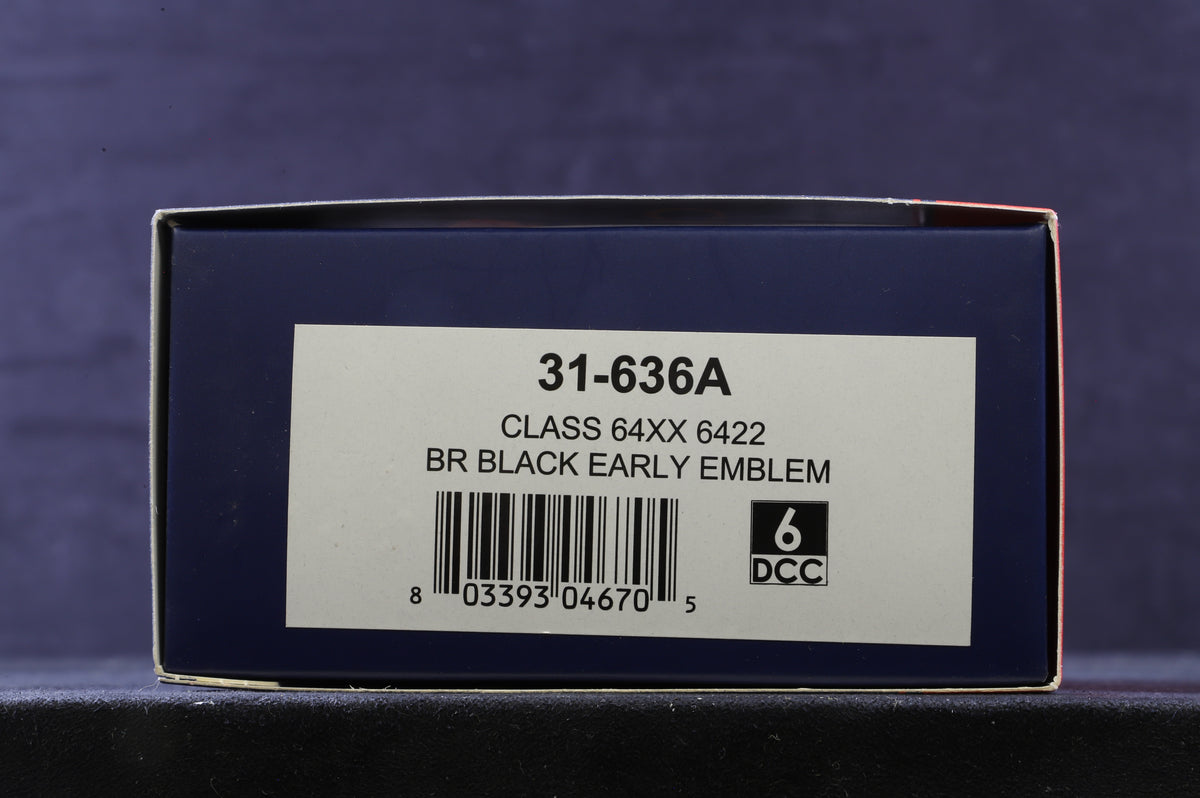 31-636A
CLASS 64XX 6422
BR BLACK EARLY EMBLEM
6
DCC
8 03393 04670 5